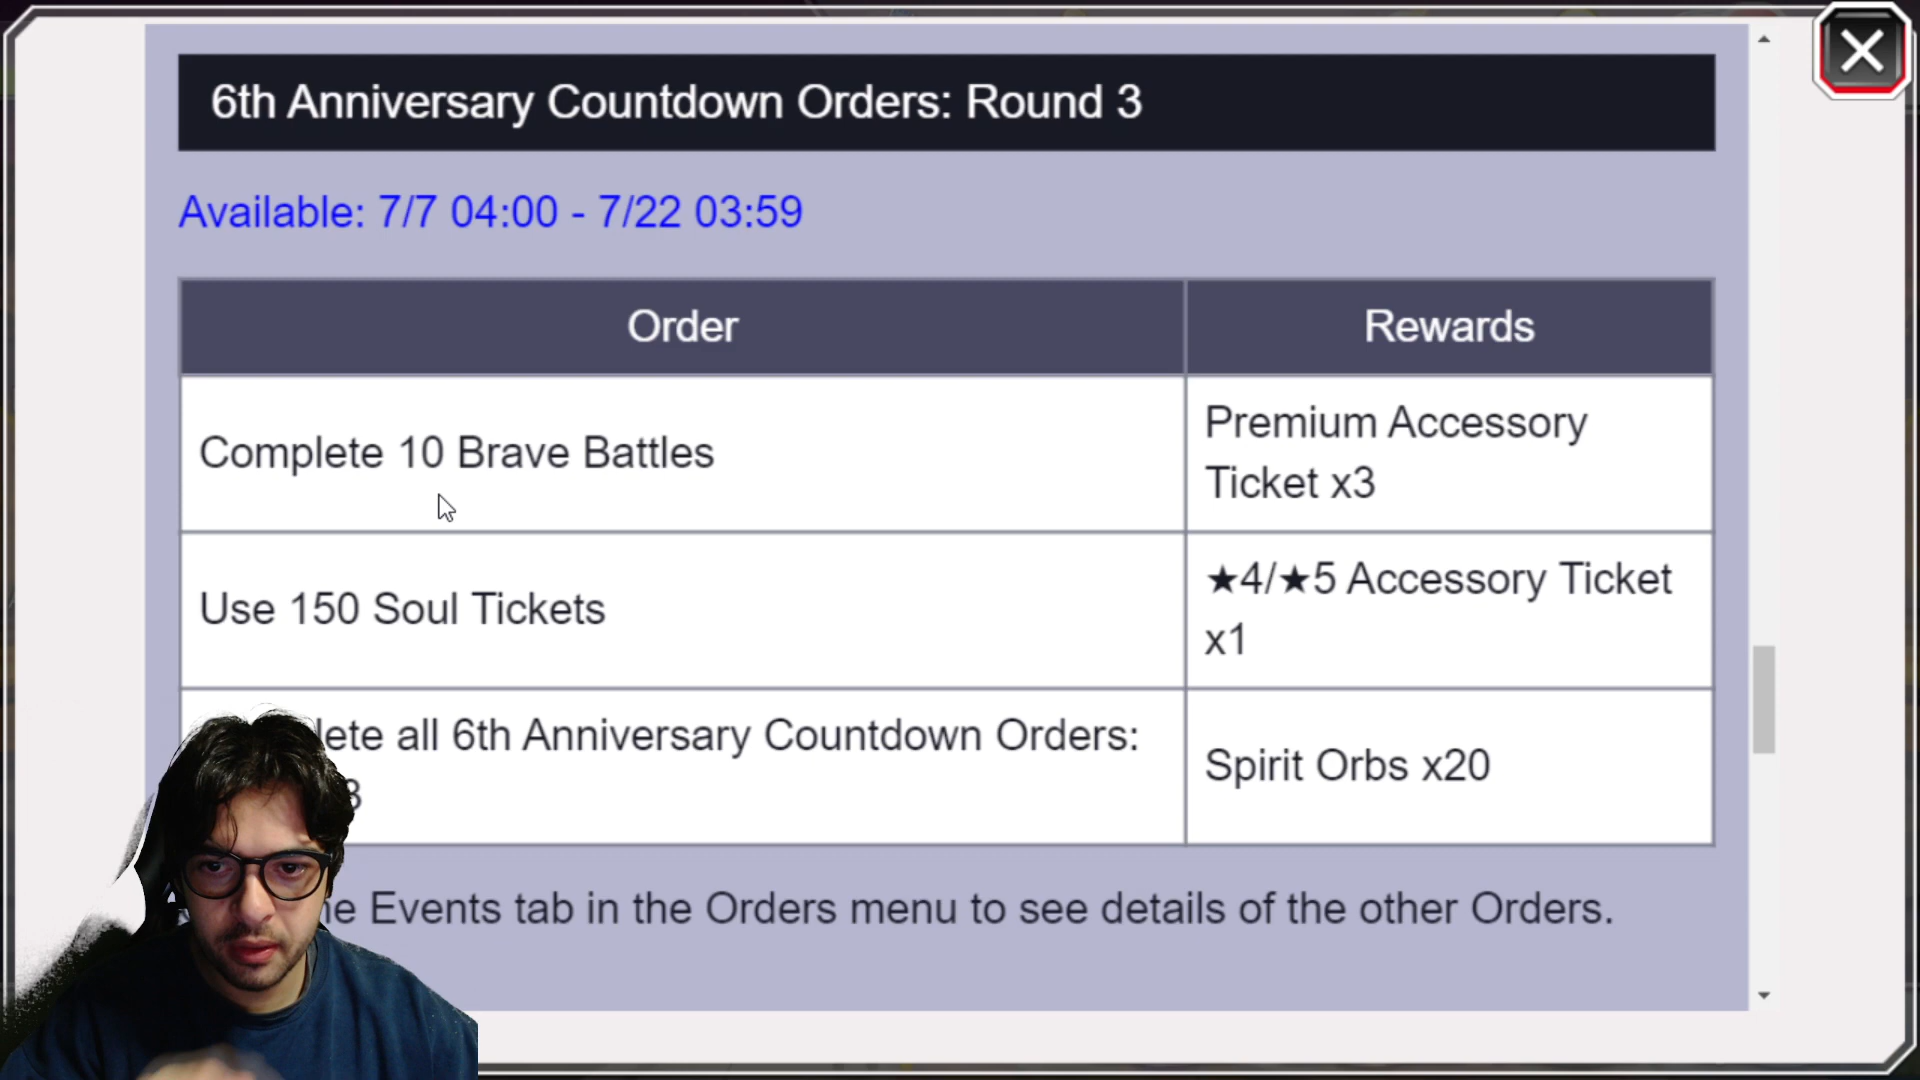 6th Anniversary Countdown Orders: Round 3
Available: 7/7 04:00 - 7/22 03:59
Order Rewards
Complete 10 Brave Battles
Premium Accessory
Ticket x3
Use 150 Soul Tickets
★4/★5 Accessory Ticket
x1
all 6th Anniversary Countdown Orders:
3
Spirit Orbs x20
Events tab in the Orders menu to see details of the other Orders.